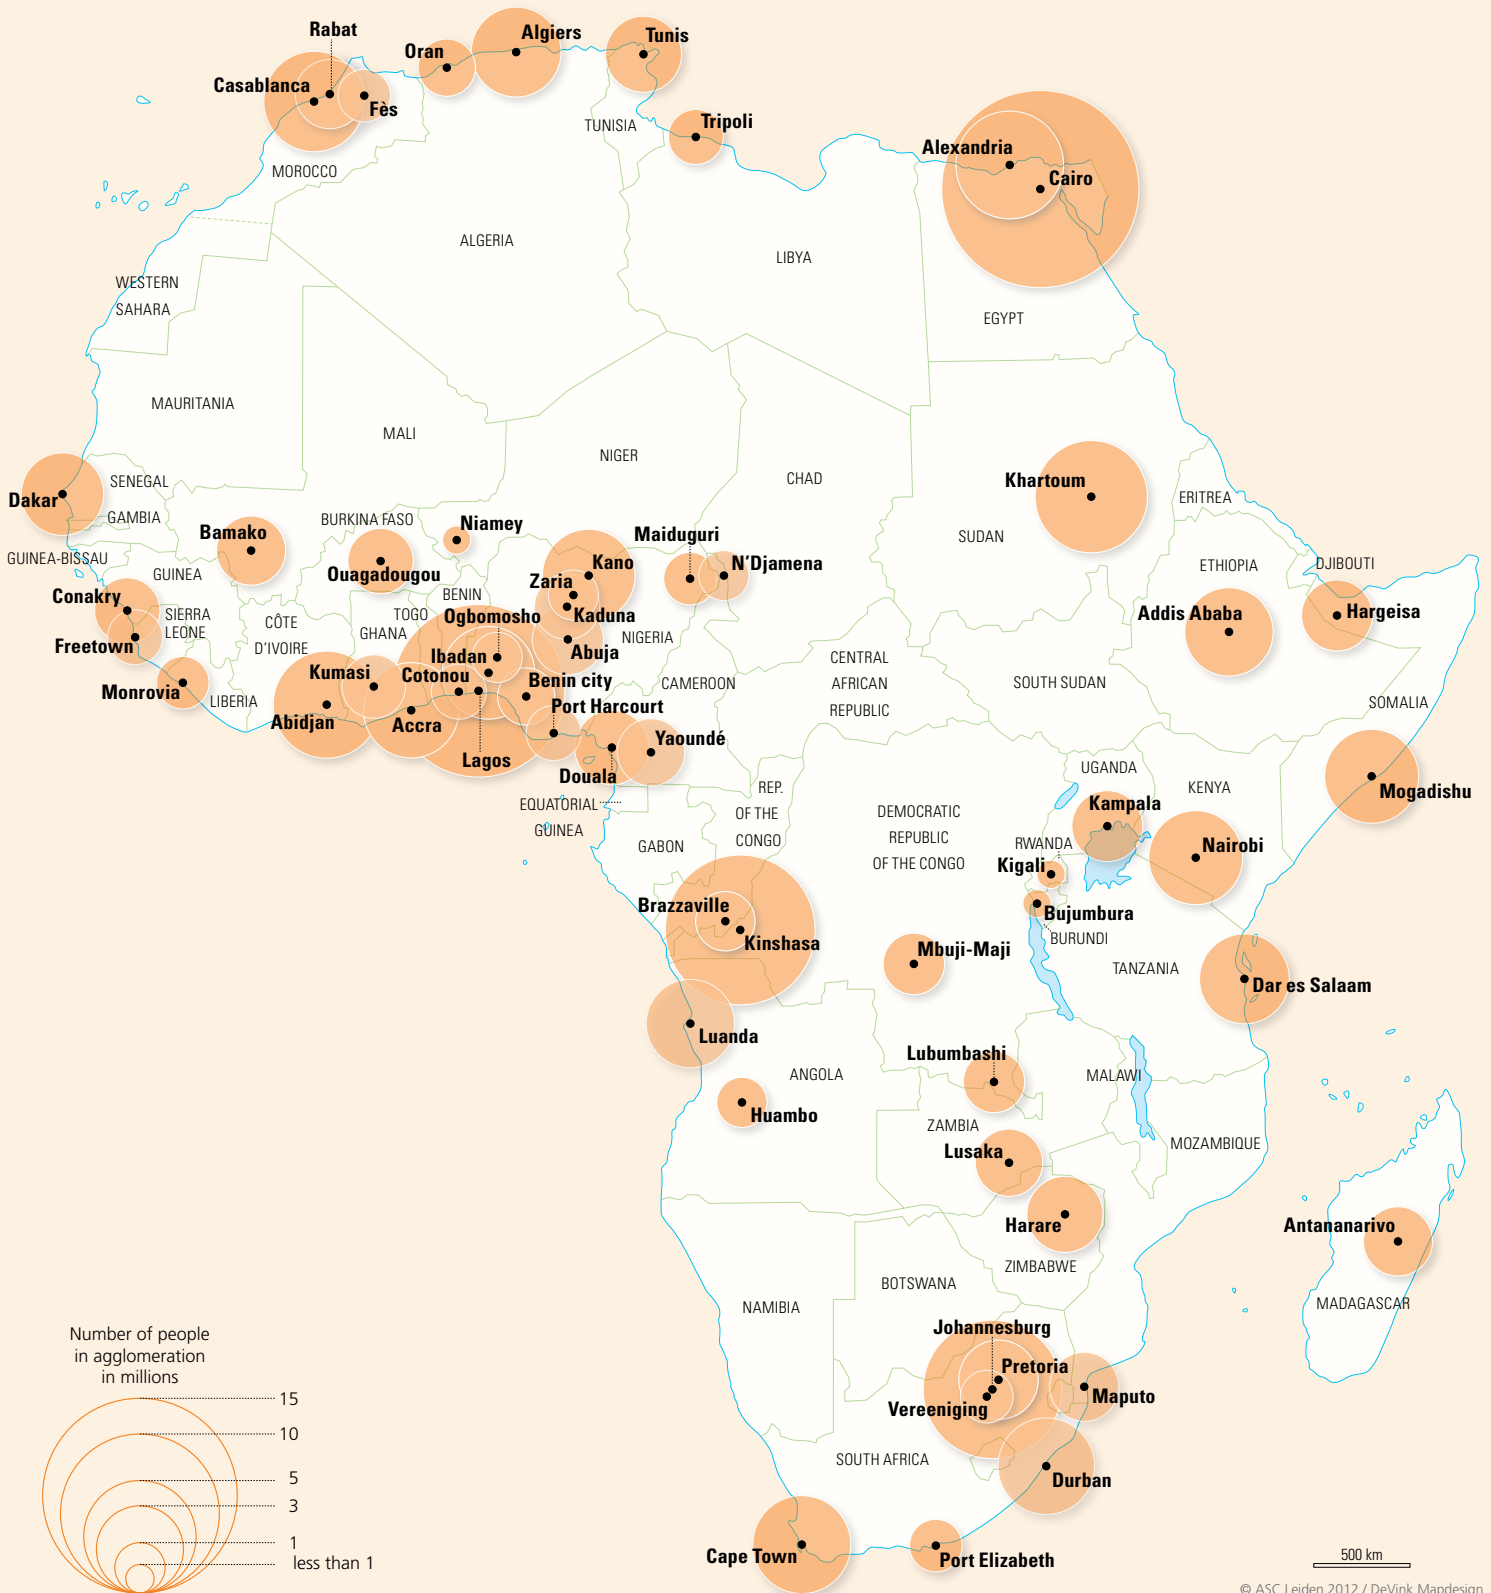 Rabat
Oran
Algiers
Tunis
Casablanca
Fès
Tripoli
TUNISIA
MOROCCO
Alexandria
Cairo
ALGERIA
LIBYA
EGYPT
WESTERN
SAHARA
MAURITANIA
MALI
NIGER
CHAD
SUDAN
Khartoum
ERITREA
SENEGAL
Dakar
GAMBIA
GUINEA-BISSAU
Bamako
BURKINA FASO
Ouagadougou
Niamey
Maiduguri
N'Djamena
Kano
Zaria
Kaduna
Abuja
NIGERIA
GUINEA
Conakry
SIERRA
LEONE
Freetown
Monrovia
LIBERIA
CÔTE
D'IVOIRE
TOGO
GHANA
BENIN
Ogbomosho
Ibadan
Kumasi
Cotonou
Benin city
Abidjan
Accra
Port Harcourt
Lagos
Douala
Yaoundé
CAMEROON
CENTRAL
AFRICAN
REPUBLIC
SOUTH SUDAN
ETHIOPIA
DJIBOUTI
Addis Ababa
Hargeisa
SOMALIA
Mogadishu
EQUATORIAL
GUINEA
GABON
REP.
OF THE
CONGO
DEMOCRATIC
REPUBLIC
OF THE CONGO
UGANDA
Kampala
KENYA
Nairobi
RWANDA
Kigali
Bujumbura
BURUNDI
TANZANIA
Dar es Salaam
Brazzaville
Kinshasa
Mbuji-Maji
Luanda
Lubumbashi
ANGOLA
MALAWI
Huambo
ZAMBIA
Lusaka
MOZAMBIQUE
Harare
ZIMBABWE
Antananarivo
MADAGASCAR
NAMIBIA
BOTSWANA
Johannesburg
Pretoria
Vereeniging
Maputo
SOUTH AFRICA
Durban
Cape Town
Port Elizabeth
Number of people
in agglomeration
in millions
15
10
5
3
1
less than 1
500 km
© ASC Leiden 2012 / DeVink Mapdesign